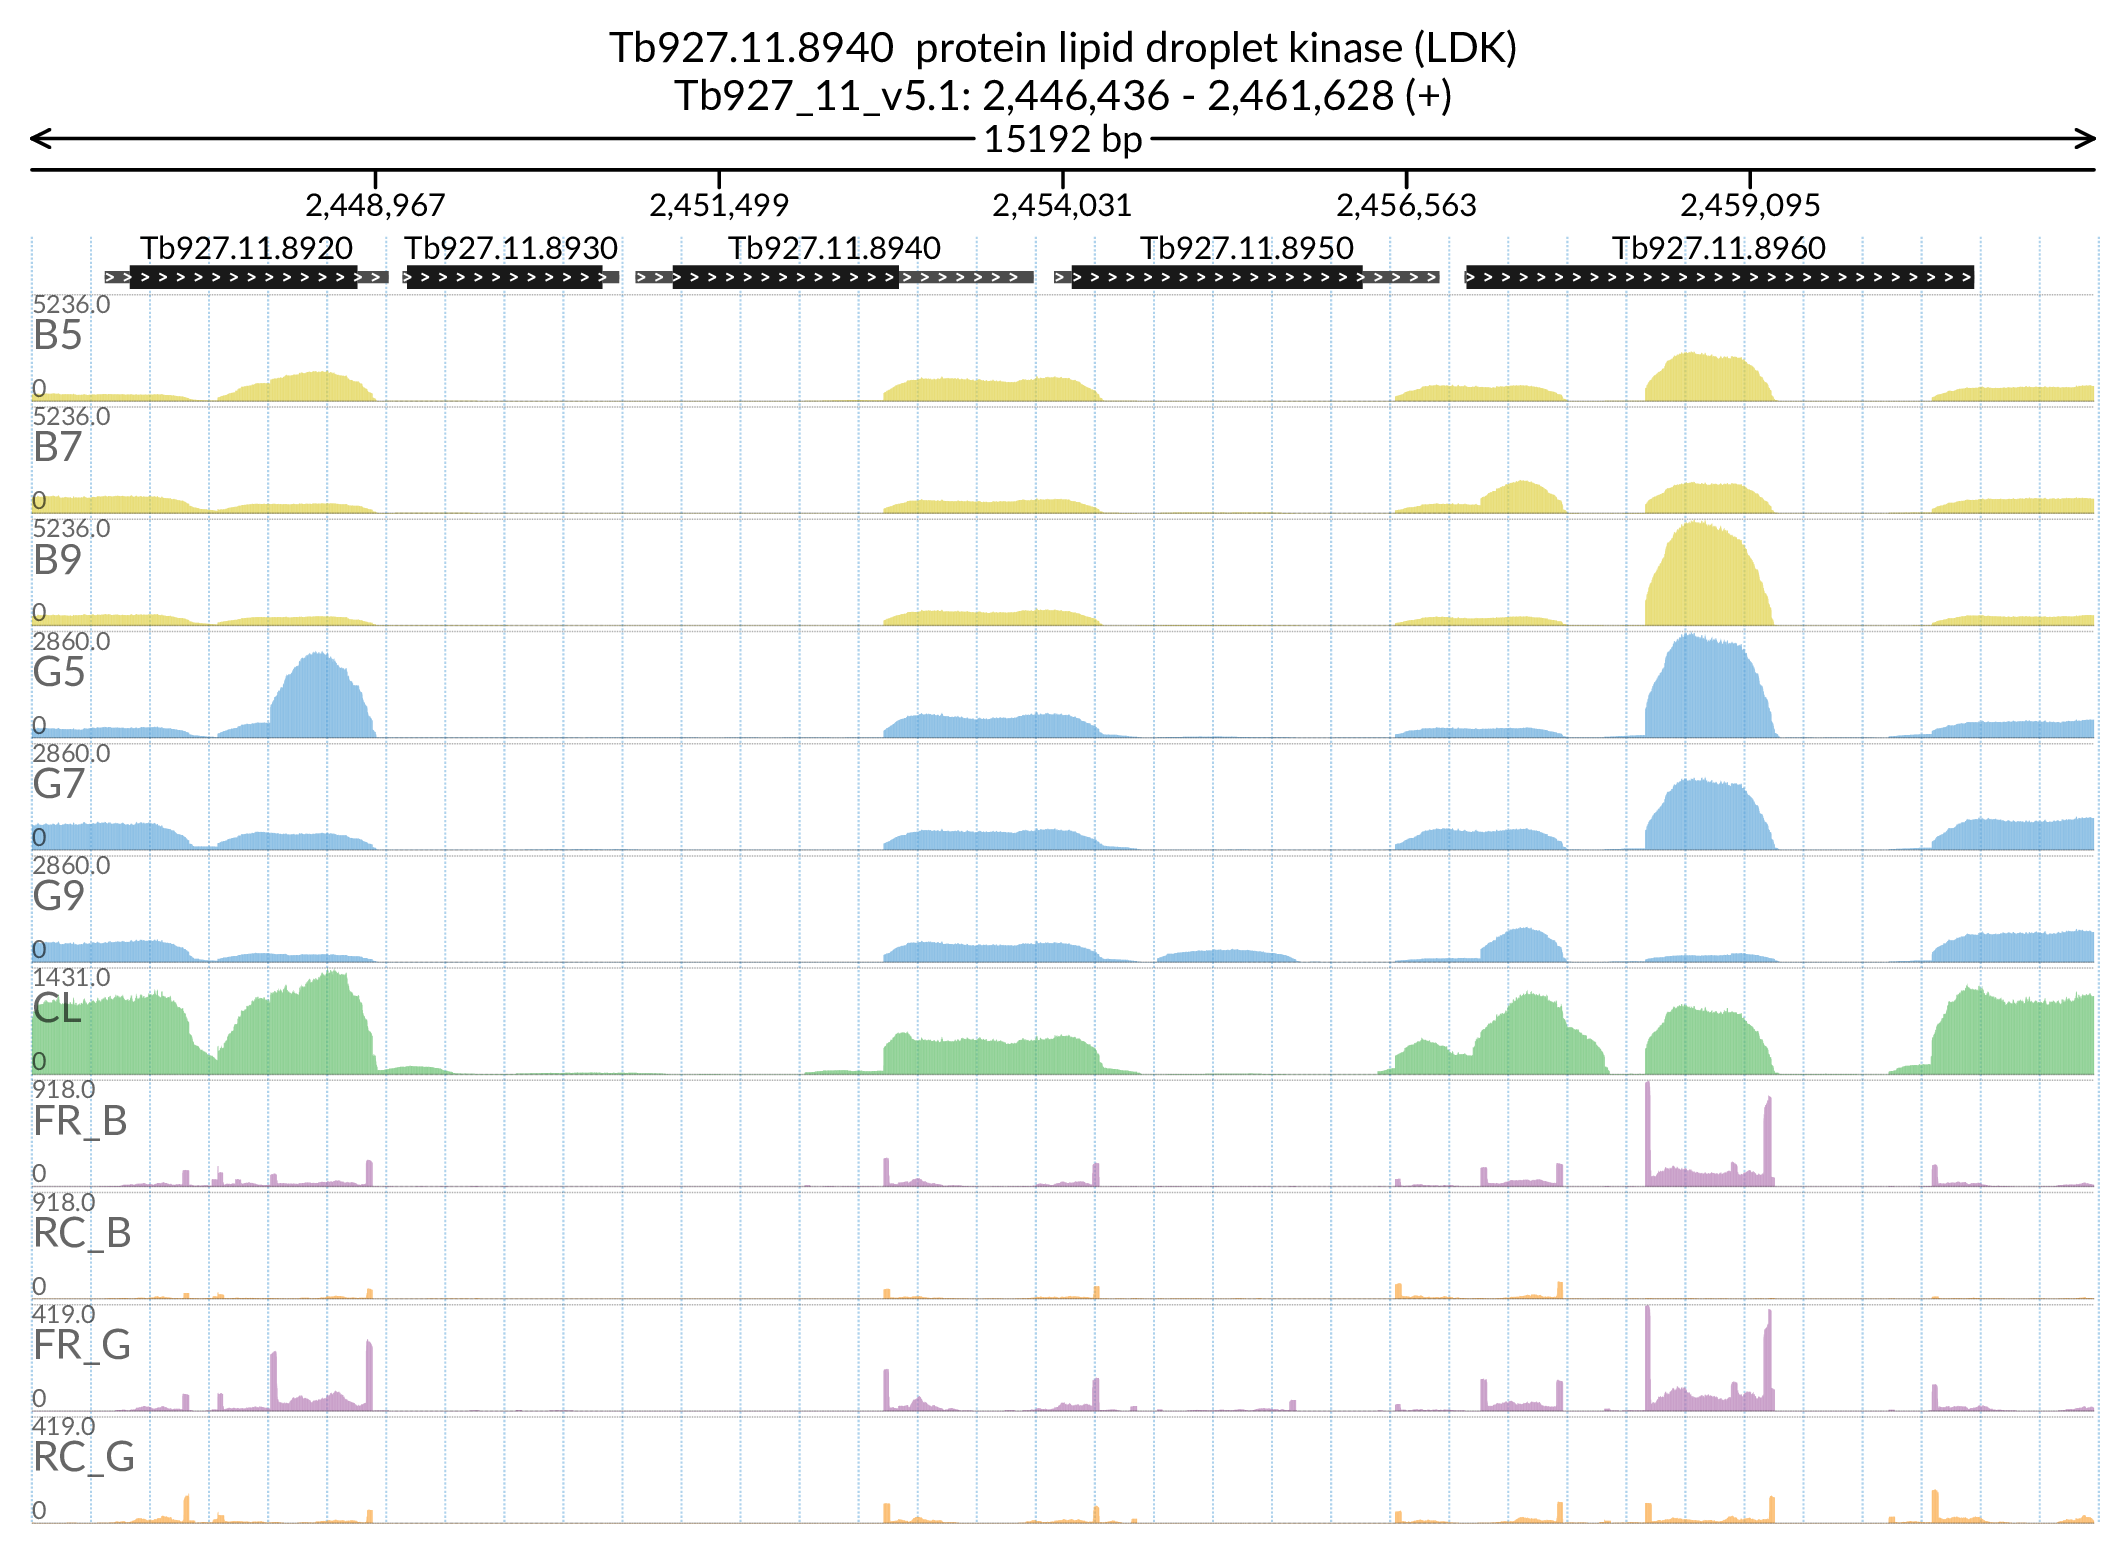 Tb927.11.8940  protein lipid droplet kinase (LDK)
Tb927_11_v5.1: 2,446,436 - 2,461,628 (+)
15192 bp
2,448,967 2,451,499 2,454,031 2,456,563 2,459,095
Tb927.11.8920 Tb927.11.8930 Tb927.11.8940 Tb927.11.8950 Tb927.11.8960
5236.0
B5
0
5236.0
B7
0
5236.0
B9
0
2860.0
G5
0
2860.0
G7
0
2860.0
G9
0
1431.0
CL
0
918.0
FR_B
0
918.0
RC_B
0
419.0
FR_G
0
419.0
RC_G
0